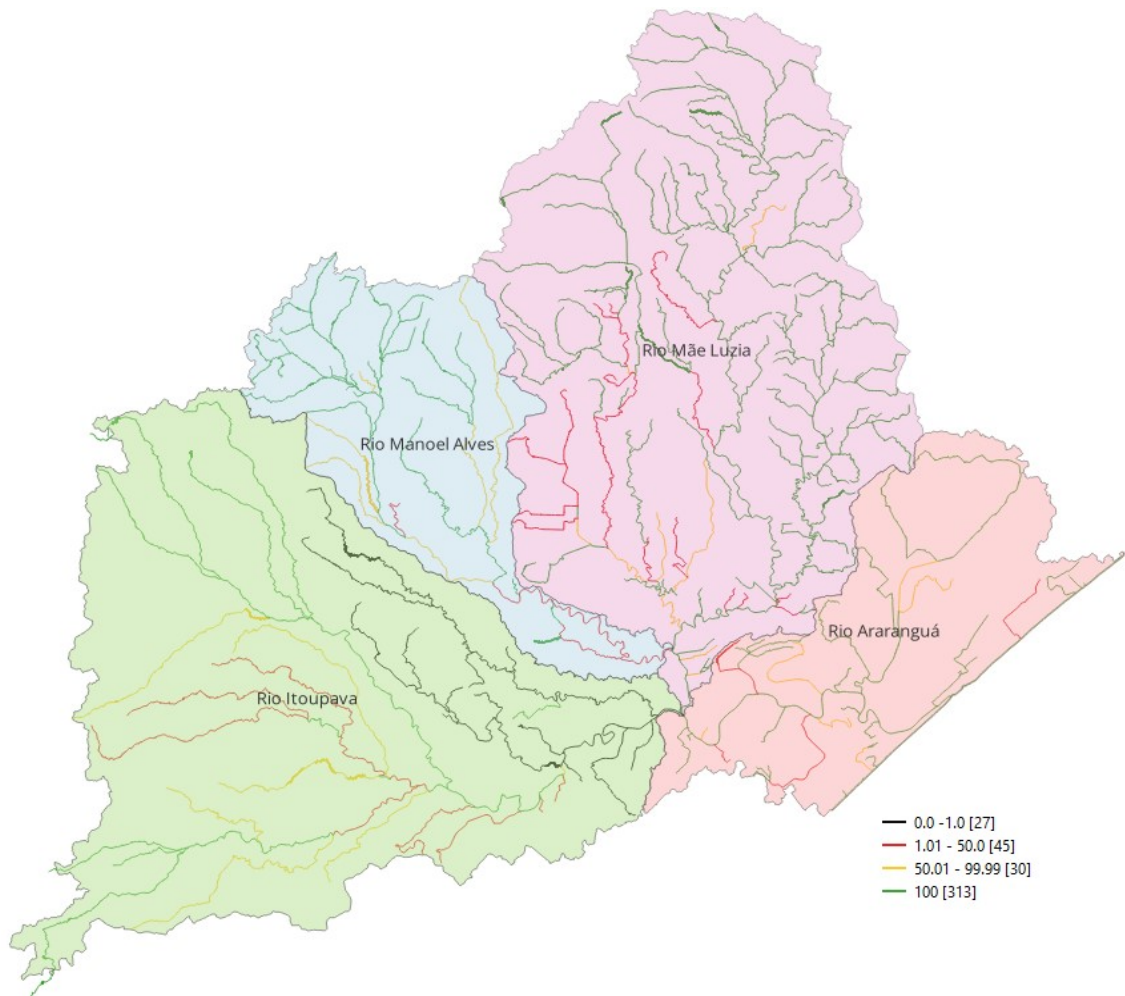 Rio Mãe Luzia
Rio Manoel Alves
Rio Araranguá
Rio Itoupava
0.0 -1.0 [27]
1.01 - 50.0 [45]
50.01 - 99.99 [30]
100 [313]